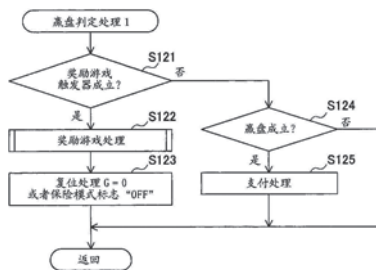 赢盘判定处理1
S121
奖励游戏
触发器成立?
否
是
S122
奖励游戏处理
S123
复位处理 G=0
或者保险模式标志 “OFF”
S124
赢盘成立?
否
是
S125
支付处理
返回